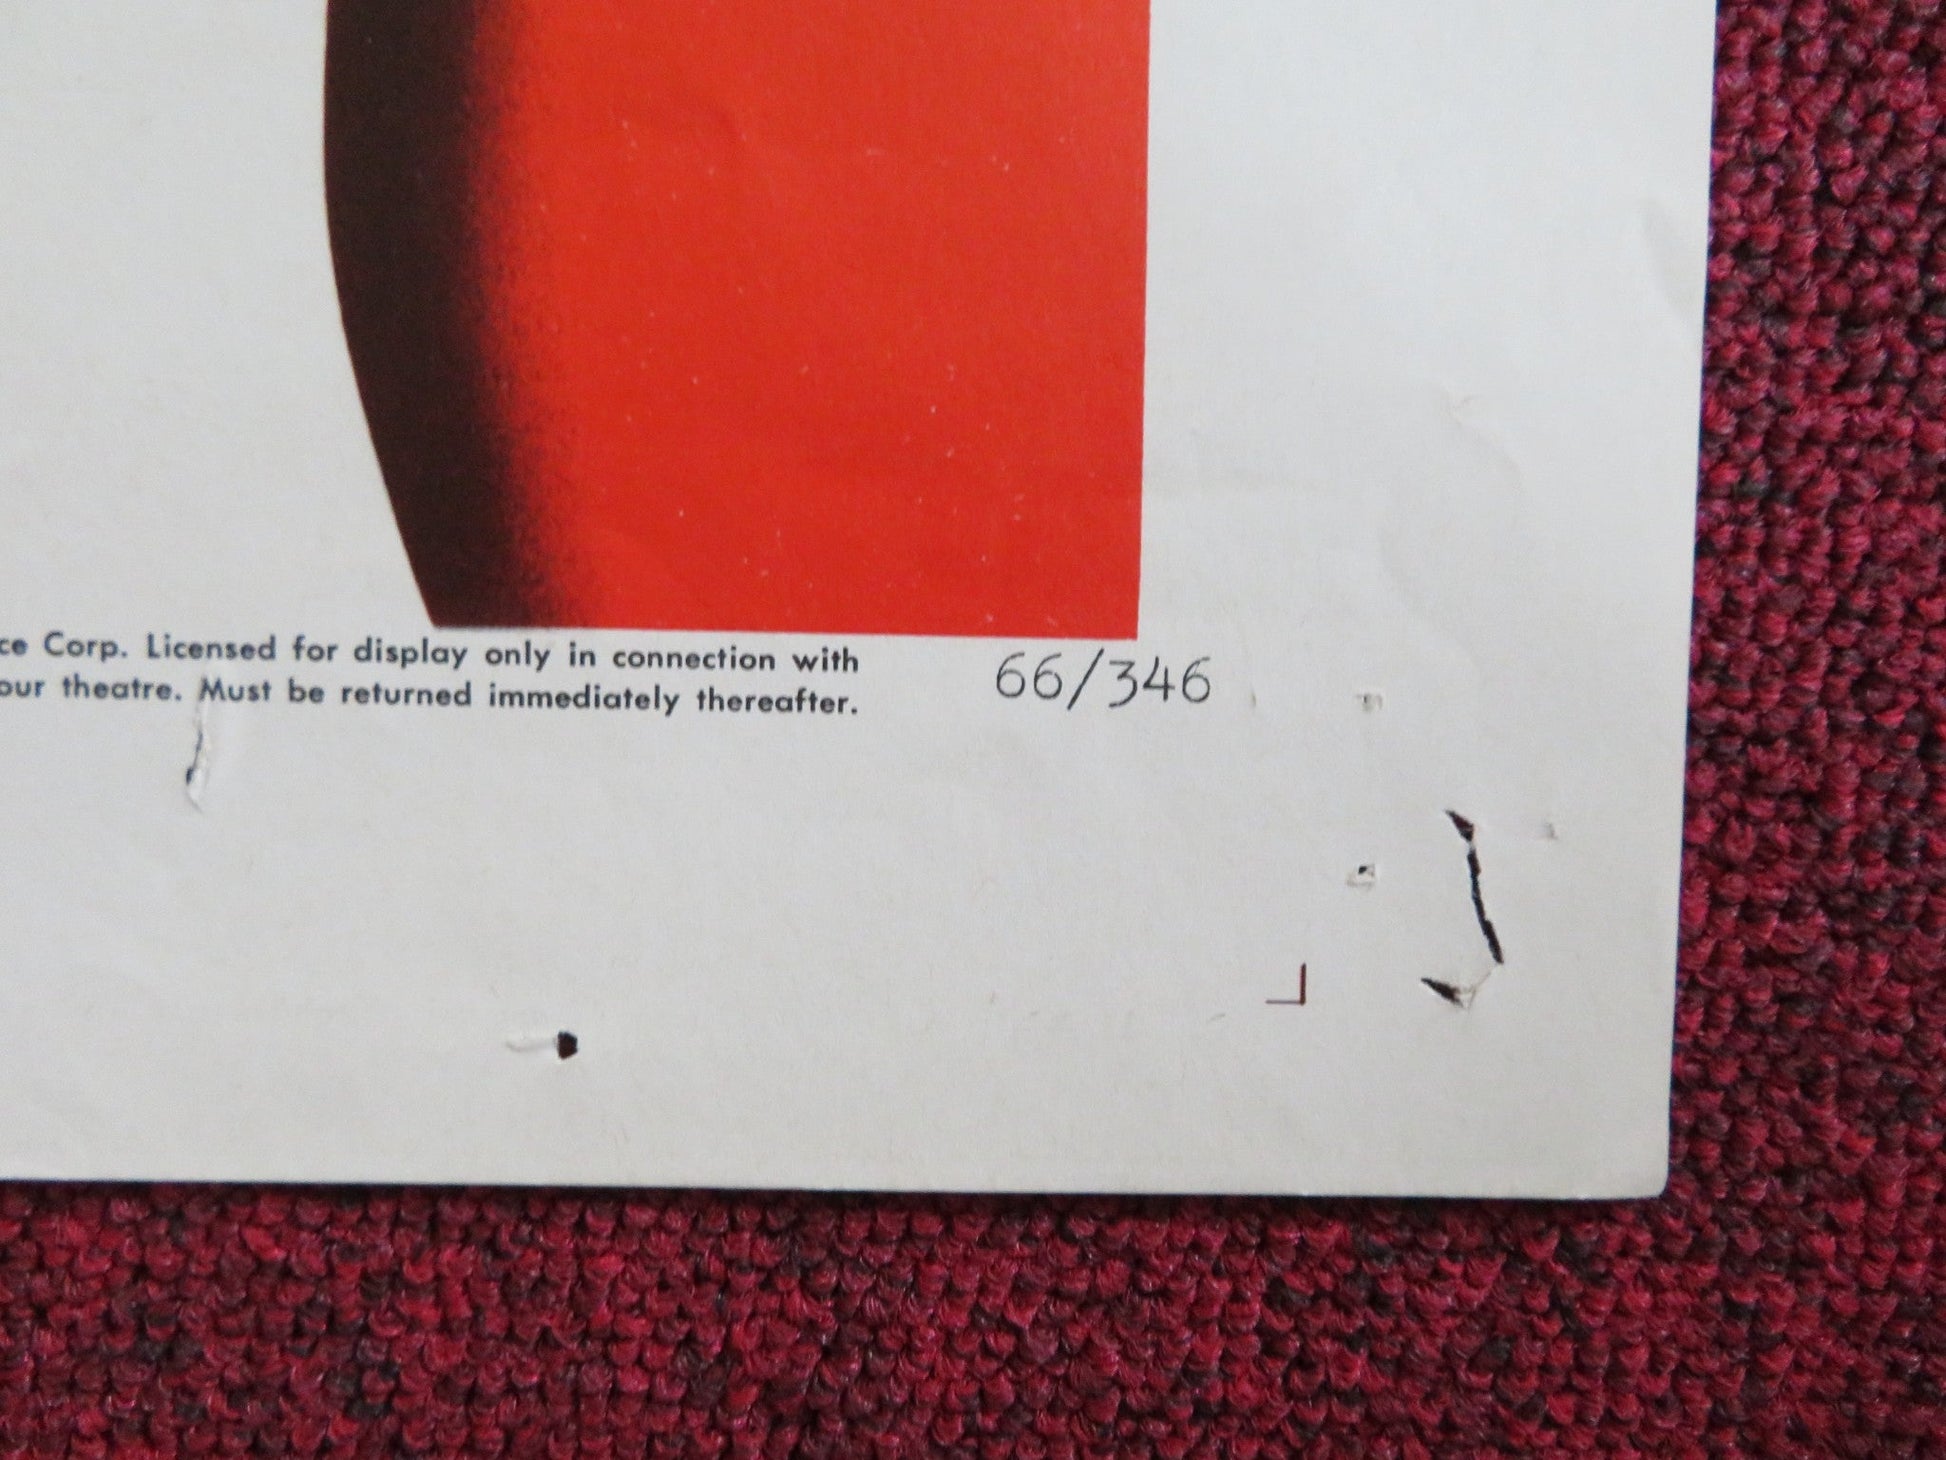 ce Corp. Licensed for display only in connection with
our theatre. Must be returned immediately thereafter.
66/346